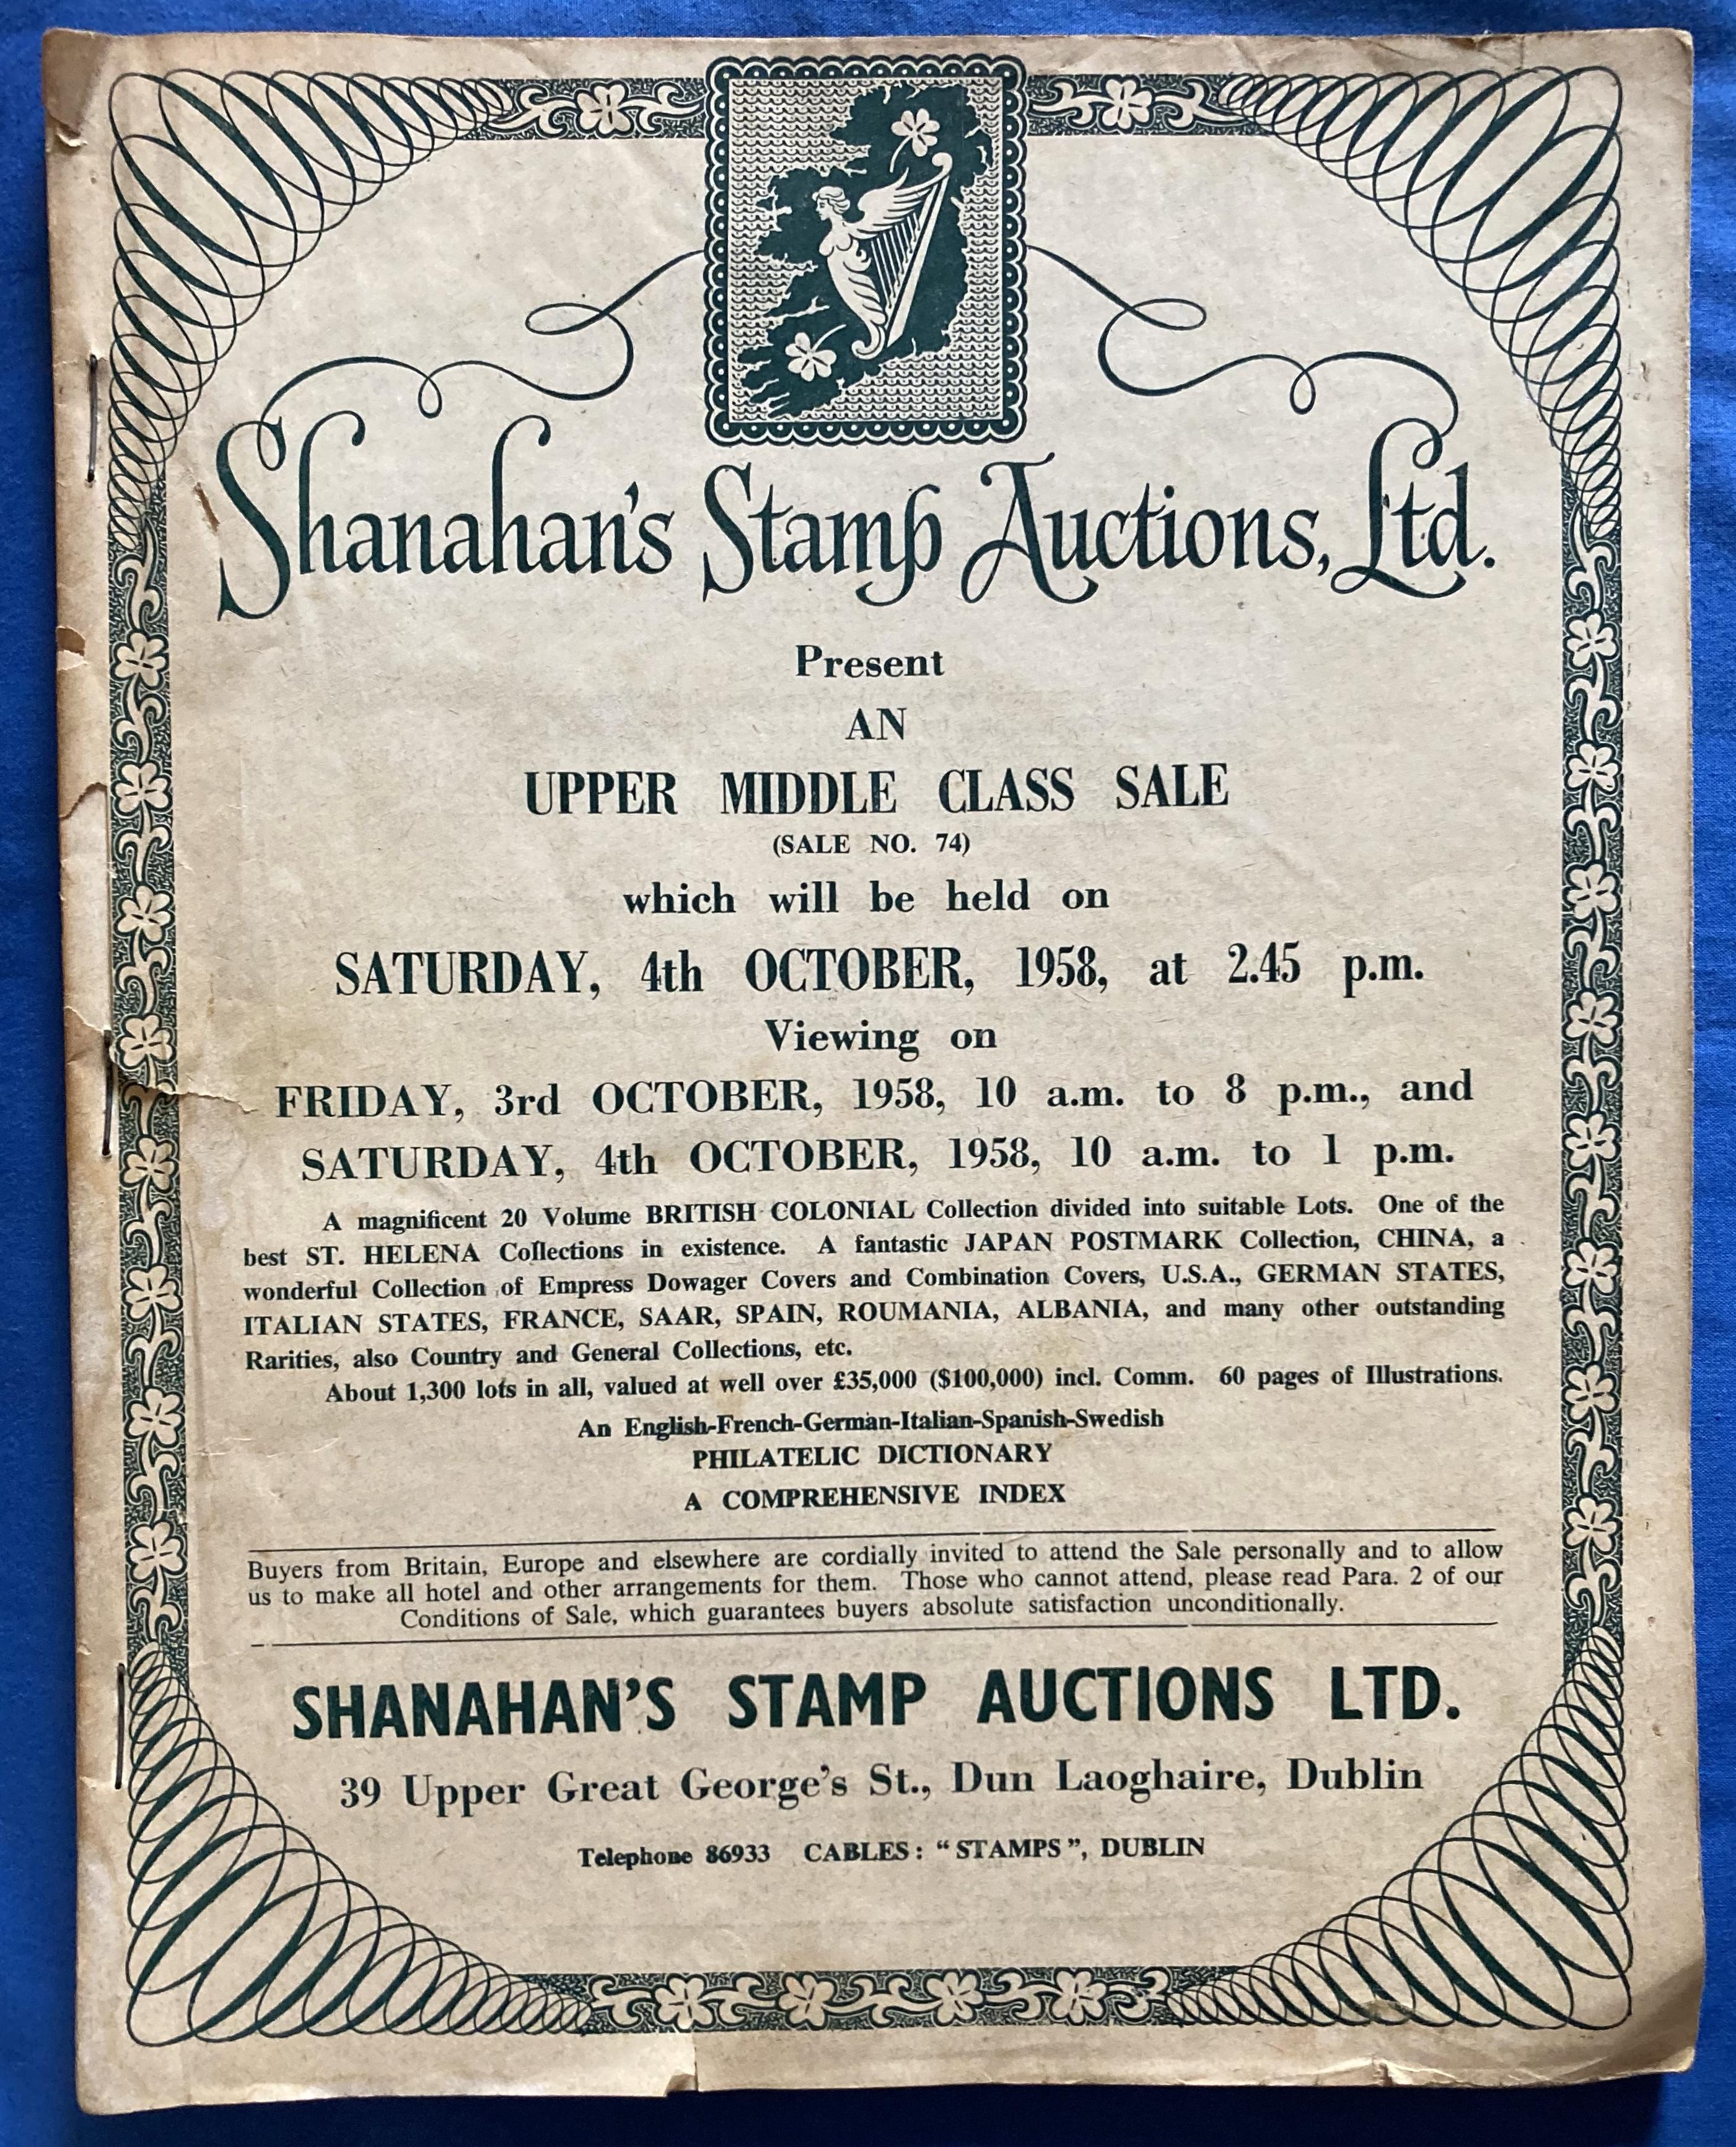 Shanahan's Stamp Auctions, Ltd.
Present
AN
UPPER MIDDLE CLASS SALE
(SALE NO. 74)
which will be held on
SATURDAY, 4th OCTOBER, 1958, at 2.45 p.m.
Viewing on
FRIDAY, 3rd OCTOBER, 1958, 10 a.m. to 8 p.m., and
SATURDAY, 4th OCTOBER, 1958, 10 a.m. to 1 p.m.
A magnificent 20 Volume BRITISH COLONIAL Collection divided into suitable Lots. One of the
best ST. HELENA Collections in existence. A fantastic JAPAN POSTMARK Collection, CHINA, a
wonderful Collection of Empress Dowager Covers and Combination Covers, U.S.A., GERMAN STATES,
ITALIAN STATES, FRANCE, SAAR, SPAIN, ROUMANIA, ALBANIA, and many other outstanding
Rarities, also Country and General Collections, etc.
About 1,300 lots in all, valued at well over £35,000 ($100,000) incl. Comm. 60 pages of Illustrations.
An English-French-German-Italian-Spanish-Swedish
PHILATELIC DICTIONARY
A COMPREHENSIVE INDEX
Buyers from Britain, Europe and elsewhere are cordially invited to attend the Sale personally and to allow
us to make all hotel and other arrangements for them. Those who cannot attend, please read Para. 2 of our
Conditions of Sale, which guarantees buyers absolute satisfaction unconditionally.
SHANAHAN'S STAMP AUCTIONS LTD.
39 Upper Great George's St., Dun Laoghaire, Dublin
Telephone 86933 CABLES: "STAMPS", DUBLIN